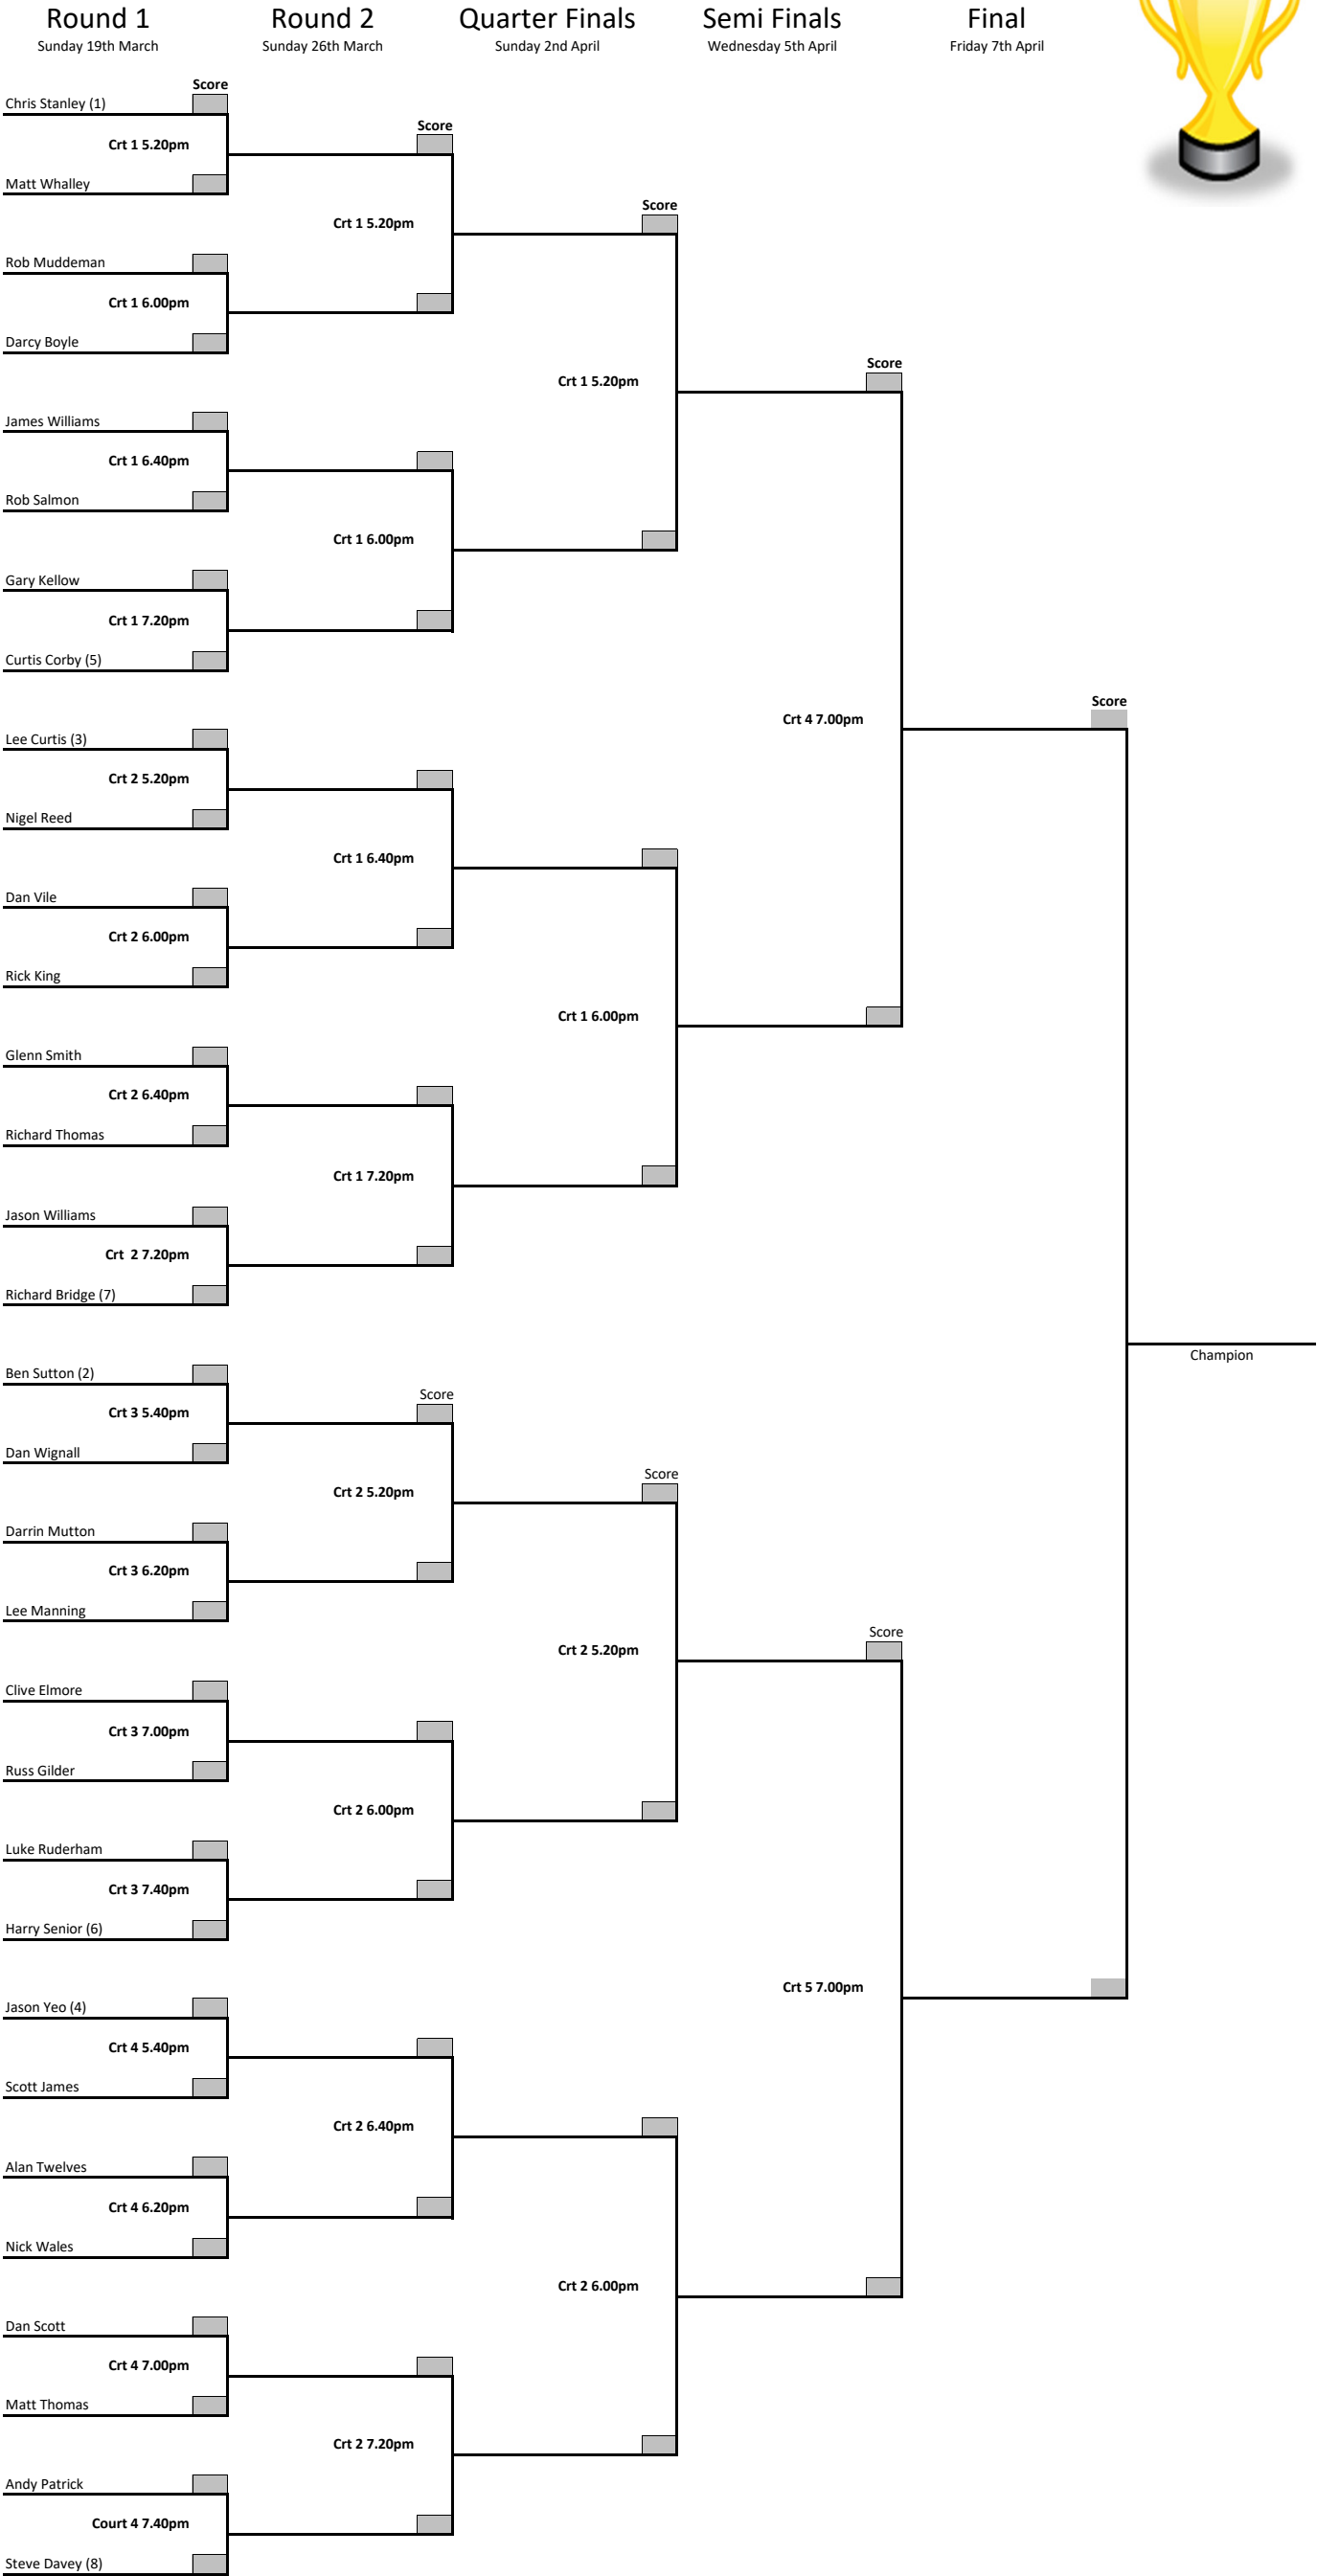 Round 1 Round 2 Quarter Finals Semi Finals Final
Sunday 19th March Sunday 26th March Sunday 2nd April Wednesday 5th April Friday 7th April
Score
Chris Stanley (1)
Score
Crt 1 5.20pm
Matt Whalley
Score
Crt 1 5.20pm
Rob Muddeman
Crt 1 6.00pm
Darcy Boyle
Score
Crt 1 5.20pm
James Williams
Crt 1 6.40pm
Rob Salmon
Crt 1 6.00pm
Gary Kellow
Crt 1 7.20pm
Curtis Corby (5)
Score
Crt 4 7.00pm
Lee Curtis (3)
Crt 2 5.20pm
Nigel Reed
Crt 1 6.40pm
Dan Vile
Crt 2 6.00pm
Rick King
Crt 1 6.00pm
Glenn Smith
Crt 2 6.40pm
Richard Thomas
Crt 1 7.20pm
Jason Williams
Crt 2 7.20pm
Richard Bridge (7)
Champion
Ben Sutton (2)
Score
Crt 3 5.40pm
Dan Wignall
Score
Crt 2 5.20pm
Darrin Mutton
Crt 3 6.20pm
Lee Manning
Score
Crt 2 5.20pm
Clive Elmore
Crt 3 7.00pm
Russ Gilder
Crt 2 6.00pm
Luke Ruderham
Crt 3 7.40pm
Harry Senior (6)
Crt 5 7.00pm
Jason Yeo (4)
Crt 4 5.40pm
Scott James
Crt 2 6.40pm
Alan Twelves
Crt 4 6.20pm
Nick Wales
Crt 2 6.00pm
Dan Scott
Crt 4 7.00pm
Matt Thomas
Crt 2 7.20pm
Andy Patrick
Court 4 7.40pm
Steve Davey (8)